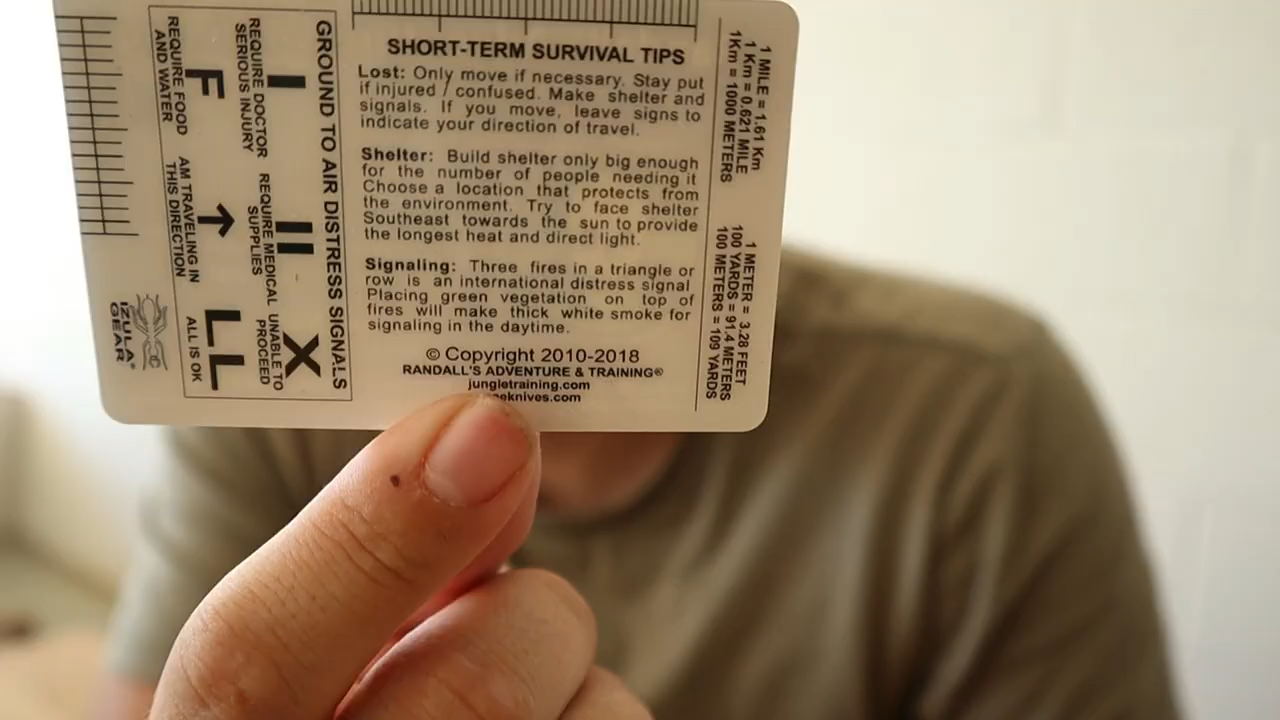 SHORT-TERM SURVIVAL TIPS
Lost: Only move if necessary. Stay put
if injured / confused. Make shelter and
signals. If you move, leave signs to
indicate your direction of travel.
Shelter: Build shelter only big enough
for the number of people needing it
Choose a location that protects from
the environment. Try to face shelter
Southeast towards the sun to provide
the longest heat and direct light.
Signaling: Three fires in a triangle or
row is an international distress signal
Placing green vegetation on top of
fires will make thick white smoke for
signaling in the daytime.
© Copyright 2010-2018
RANDALL'S ADVENTURE & TRAINING®
jungletraining.com
eknives.com
GROUND TO AIR DISTRESS SIGNALS
I
REQUIRE DOCTOR
SERIOUS INJURY
II
REQUIRE MEDICAL
SUPPLIES
X
UNABLE TO
PROCEED
F
REQUIRE FOOD
AND WATER
↑
AM TRAVELING IN
THIS DIRECTION
LL
ALL IS OK
IZULA
GEAR®
1 MILE = 1.61 Km
1 Km = 0.621 MILE
1Km = 1000 METERS
1 METER = 3.28 FEET
100 YARDS = 91.4 METERS
100 METERS = 109 YARDS